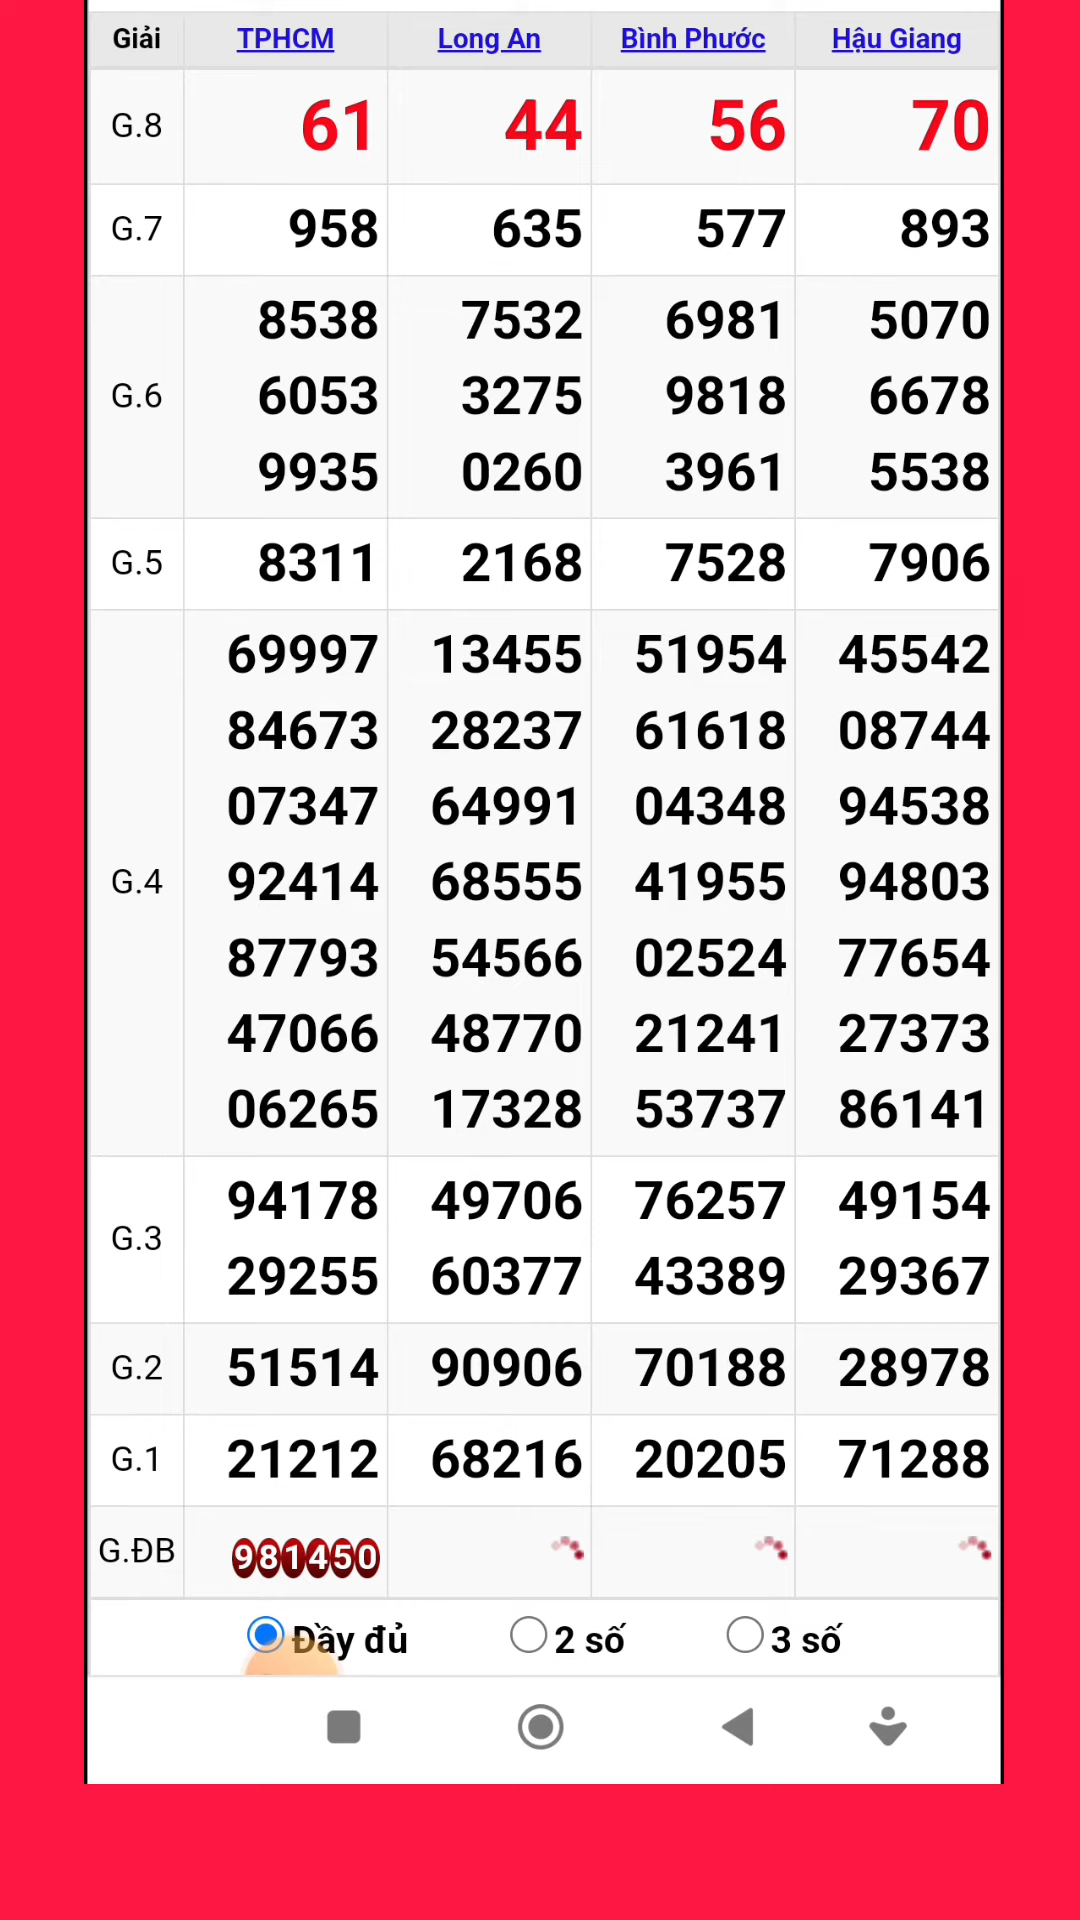 Giải TPHCM Long An Bình Phước Hậu Giang
G.8 61 44 56 70
G.7 958 635 577 893
8538 7532 6981 5070
G.6 6053 3275 9818 6678
9935 0260 3961 5538
G.5 8311 2168 7528 7906
69997 13455 51954 45542
84673 28237 61618 08744
07347 64991 04348 94538
G.4 92414 68555 41955 94803
87793 54566 02524 77654
47066 48770 21241 27373
06265 17328 53737 86141
G.3 94178 49706 76257 49154
29255 60377 43389 29367
G.2 51514 90906 70188 28978
G.1 21212 68216 20205 71288
G.ĐB 981450
Đầy đủ 2 số 3 số